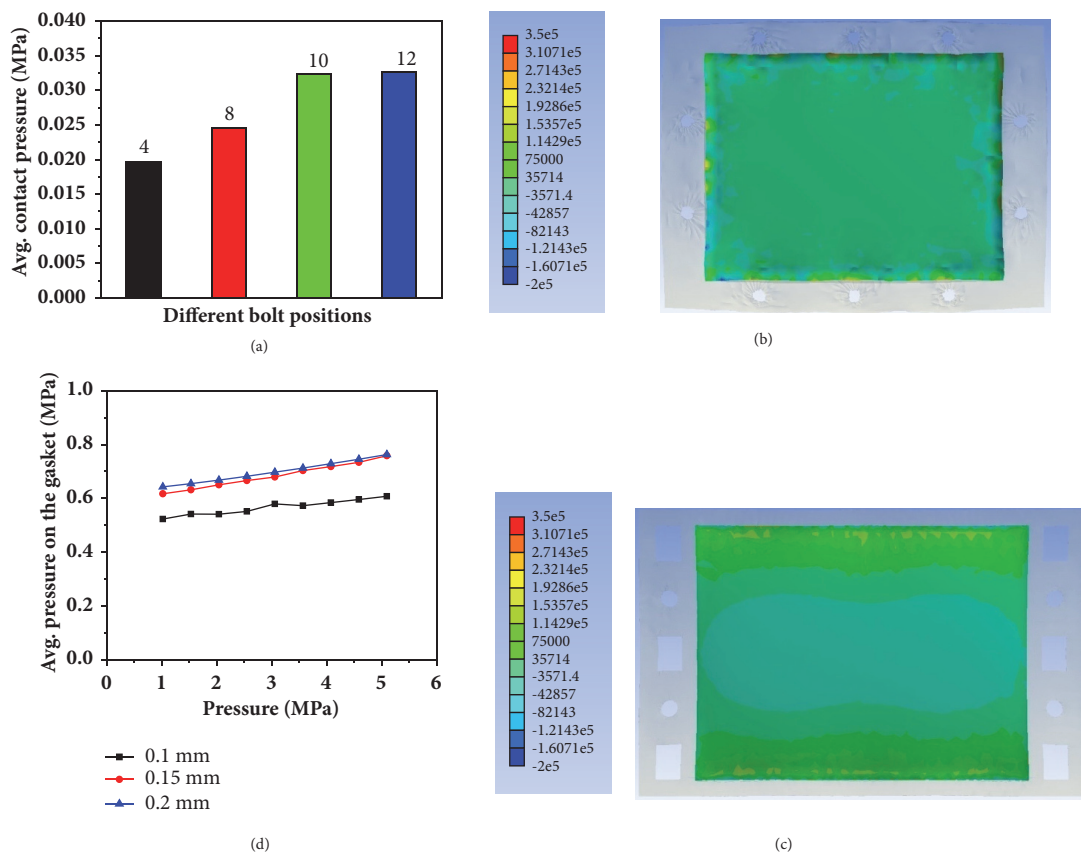 Avg. contact pressure (MPa)
0.040
0.035
0.030
0.025
0.020
0.015
0.010
0.005
0.000
4
8
10
12
Different bolt positions
(a)
3.5e5
3.1071e5
2.7143e5
2.3214e5
1.9286e5
1.5357e5
1.1429e5
75000
35714
-3571.4
-42857
-82143
-1.2143e5
-1.6071e5
-2e5
(b)
Avg. pressure on the gasket (MPa)
1.0
0.8
0.6
0.4
0.2
0.0
0 1 2 3 4 5 6
Pressure (MPa)
0.1 mm
0.15 mm
0.2 mm
(d)
3.5e5
3.1071e5
2.7143e5
2.3214e5
1.9286e5
1.5357e5
1.1429e5
75000
35714
-3571.4
-42857
-82143
-1.2143e5
-1.6071e5
-2e5
(c)